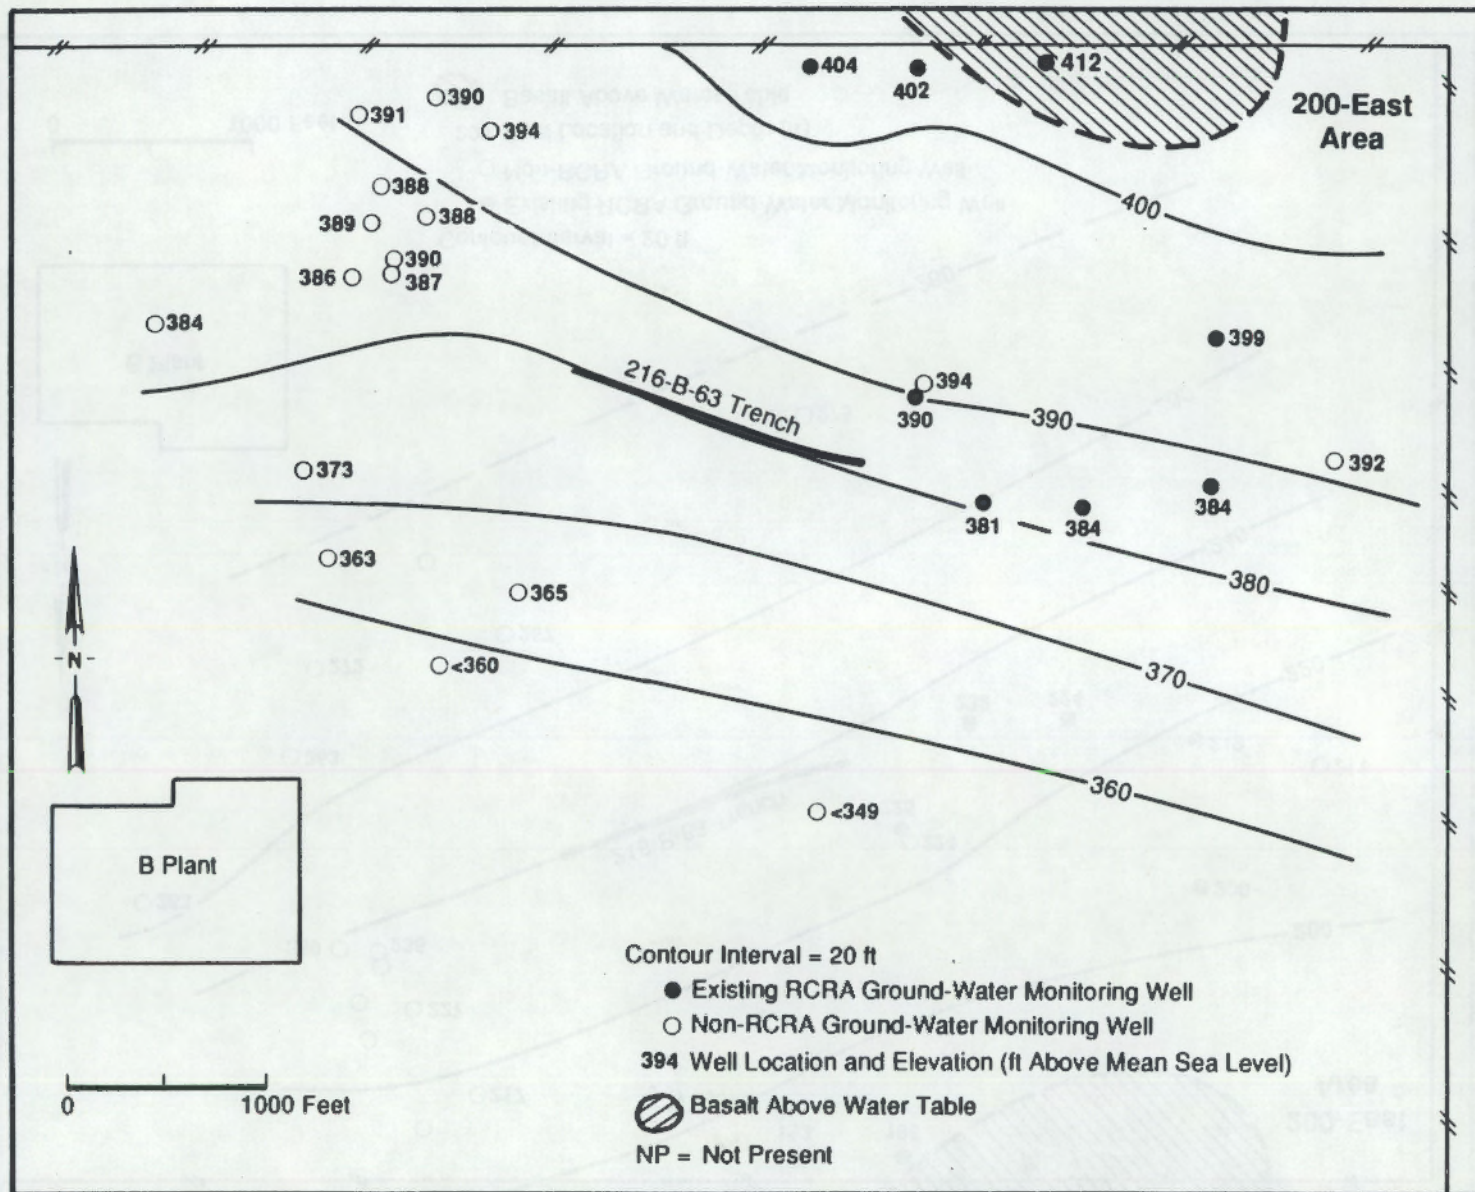 404
402
412
200-East
Area
390
391
394
388
388
389
390
386
387
384
400
399
216-B-63 Trench
394
390
390
392
373
381
384
384
363
365
380
N
<360
370
360
<349
B Plant
Contour Interval = 20 ft
Existing RCRA Ground-Water Monitoring Well
Non-RCRA Ground-Water Monitoring Well
394 Well Location and Elevation (ft Above Mean Sea Level)
0 1000 Feet
Basalt Above Water Table
NP = Not Present